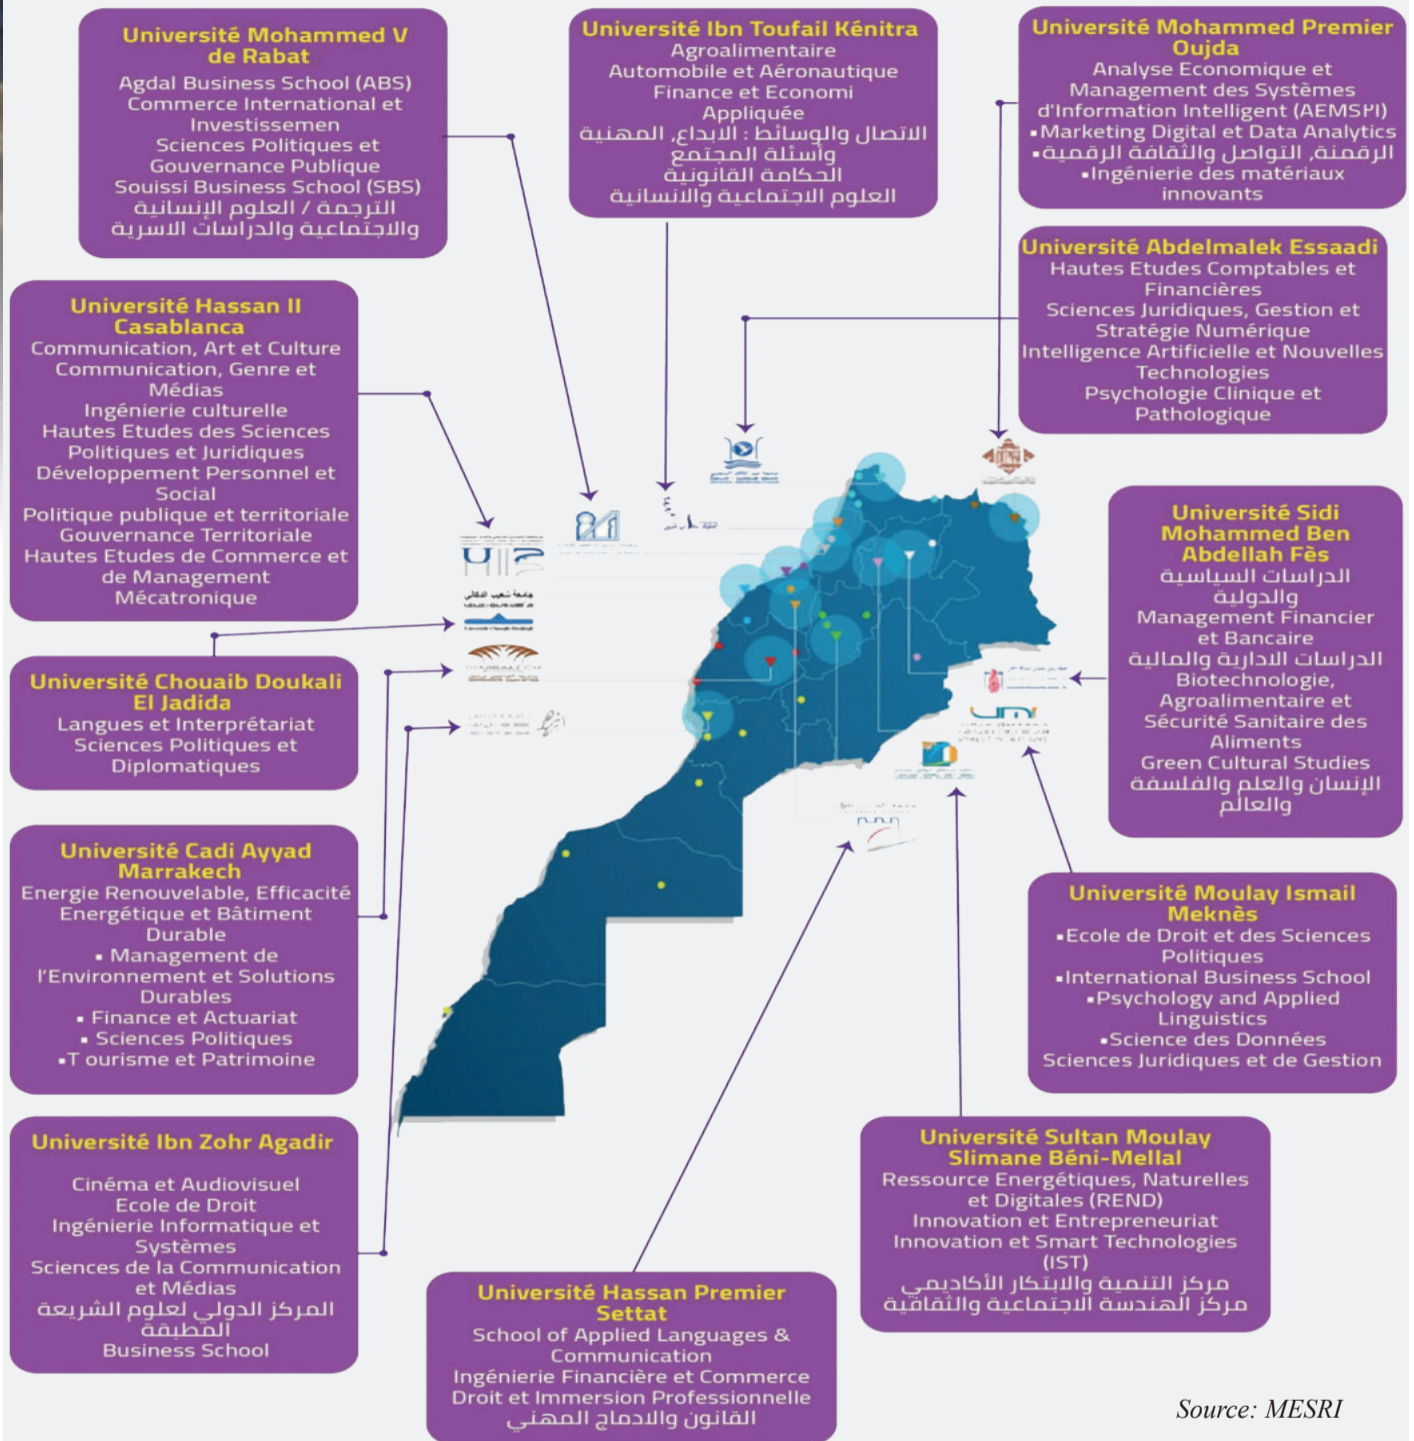 Université Mohammed V
de Rabat
Agdal Business School (ABS)
Commerce International et
Investissemen
Sciences Politiques et
Gouvernance Publique
Souissi Business School (SBS)
الترجمة / العلوم الإنسانية
والاجتماعية والدراسات الاسرية
Université Ibn Toufail Kénitra
Agroalimentaire
Automobile et Aéronautique
Finance et Economi
Appliquée
الاتصال والوسائط : الابداع, المهنية
وأسئلة المجتمع
الحكامة القانونية
العلوم الاجتماعية والانسانية
Université Mohammed Premier
Oujda
Analyse Economique et
Management des Systèmes
d'Information Intelligent (AEMS²I)
▪Marketing Digital et Data Analytics
▪الرقمنة, التواصل والثقافة الرقمية
▪Ingénierie des matériaux
innovants
Université Abdelmalek Essaadi
Hautes Etudes Comptables et
Financières
Sciences Juridiques, Gestion et
Stratégie Numérique
Intelligence Artificielle et Nouvelles
Technologies
Psychologie Clinique et
Pathologique
Université Hassan II
Casablanca
Communication, Art et Culture
Communication, Genre et
Médias
Ingénierie culturelle
Hautes Etudes des Sciences
Politiques et Juridiques
Développement Personnel et
Social
Politique publique et territoriale
Gouvernance Territoriale
Hautes Etudes de Commerce et
de Management
Mécatronique
جامعة شعيب الدكالي
Université Sidi
Mohammed Ben
Abdellah Fès
الدراسات السياسية
والدولية
Management Financier
et Bancaire
الدراسات الادارية والمالية
Biotechnologie,
Agroalimentaire et
Sécurité Sanitaire des
Aliments
Green Cultural Studies
الإنسان والعلم والفلسفة
والعالم
Université Chouaib Doukali
El Jadida
Langues et Interprétariat
Sciences Politiques et
Diplomatiques
Université Cadi Ayyad
Marrakech
Energie Renouvelable, Efficacité
Energétique et Bâtiment
Durable
▪ Management de
l'Environnement et Solutions
Durables
▪ Finance et Actuariat
▪ Sciences Politiques
▪T ourisme et Patrimoine
Université Moulay Ismail
Meknès
▪Ecole de Droit et des Sciences
Politiques
▪International Business School
▪Psychology and Applied
Linguistics
▪Science des Données
Sciences Juridiques et de Gestion
Université Ibn Zohr Agadir
Cinéma et Audiovisuel
Ecole de Droit
Ingénierie Informatique et
Systèmes
Sciences de la Communication
et Médias
المركز الدولي لعلوم الشريعة
المطبقة
Business School
Université Sultan Moulay
Slimane Béni-Mellal
Ressource Energétiques, Naturelles
et Digitales (REND)
Innovation et Entrepreneuriat
Innovation et Smart Technologies
(IST)
مركز التنمية والابتكار الأكاديمي
مركز الهندسة الاجتماعية والثقافية
Université Hassan Premier
Settat
School of Applied Languages &
Communication
Ingénierie Financière et Commerce
Droit et Immersion Professionnelle
القانون والادماج المهني
Source: MESRI